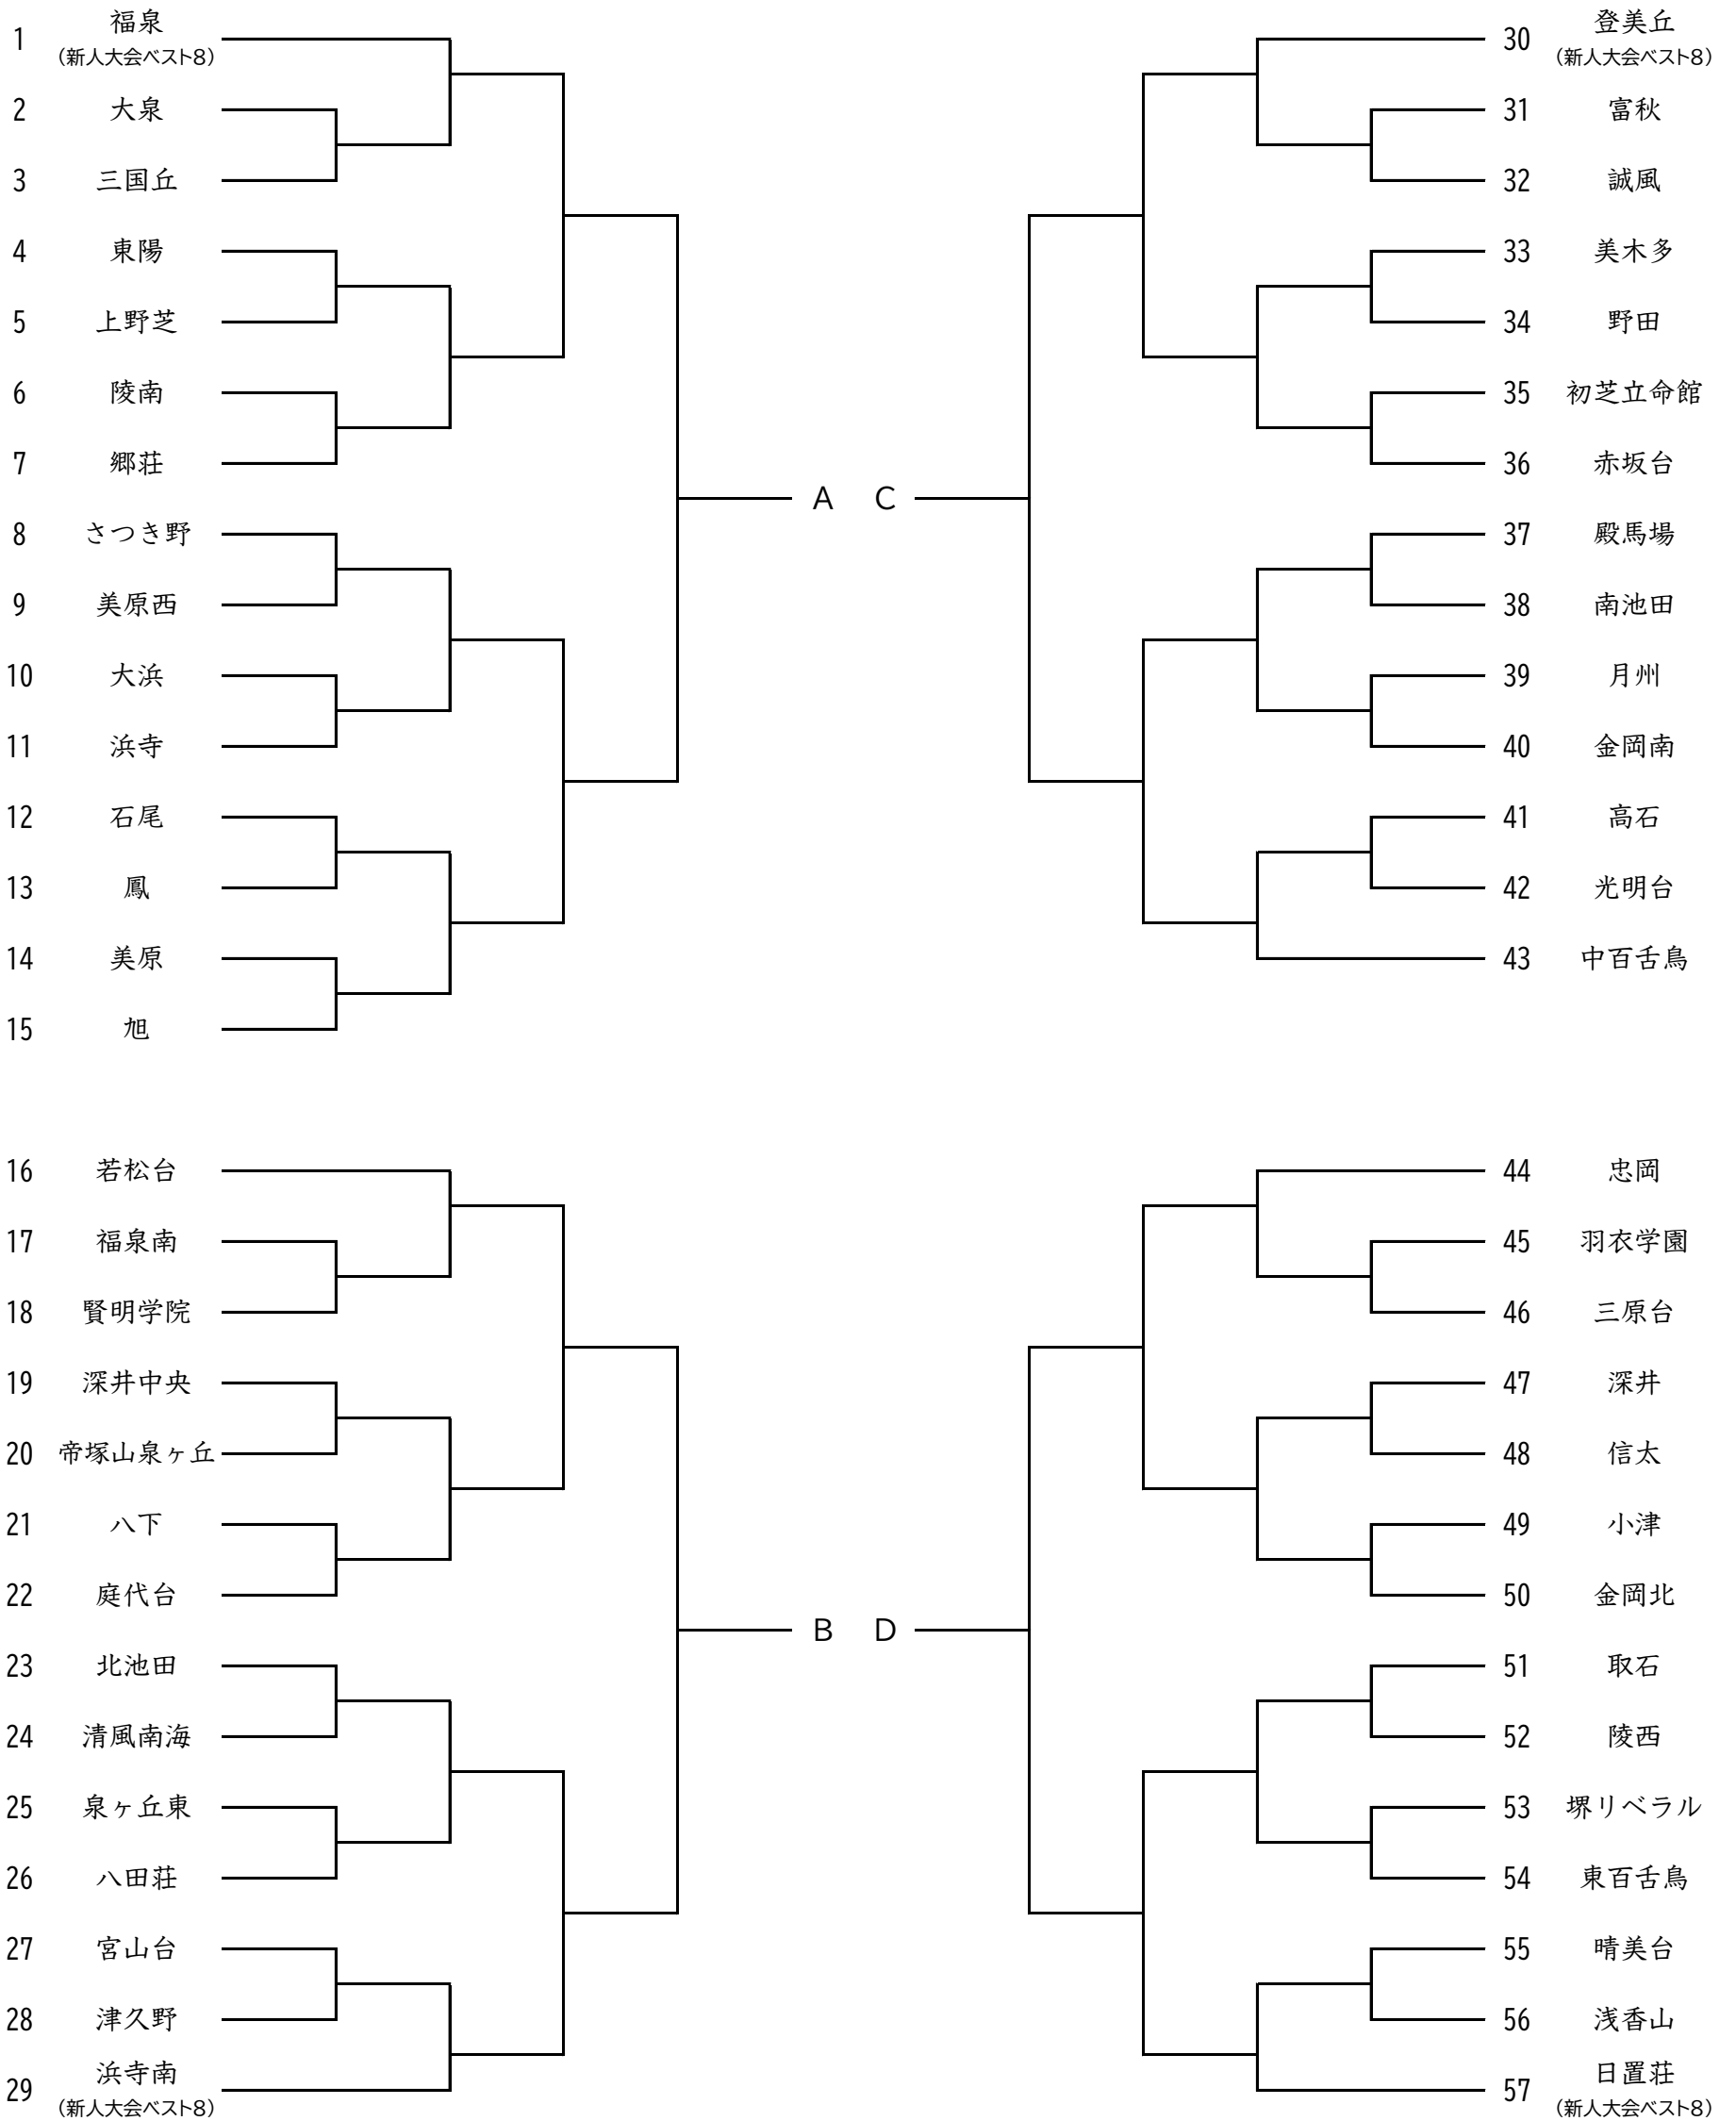 1 福泉
(新人大会ベスト8)
2 大泉
3 三国丘
4 東陽
5 上野芝
6 陵南
7 郷荘
8 さつき野
9 美原西
10 大浜
11 浜寺
12 石尾
13 鳳
14 美原
15 旭
A
16 若松台
17 福泉南
18 賢明学院
19 深井中央
20 帝塚山泉ヶ丘
21 八下
22 庭代台
23 北池田
24 清風南海
25 泉ヶ丘東
26 八田荘
27 宮山台
28 津久野
29 浜寺南
(新人大会ベスト8)
B
30 登美丘
(新人大会ベスト8)
31 富秋
32 誠風
33 美木多
34 野田
35 初芝立命館
36 赤坂台
37 殿馬場
38 南池田
39 月州
40 金岡南
41 高石
42 光明台
43 中百舌鳥
C
44 忠岡
45 羽衣学園
46 三原台
47 深井
48 信太
49 小津
50 金岡北
51 取石
52 陵西
53 堺リベラル
54 東百舌鳥
55 晴美台
56 浅香山
57 日置荘
(新人大会ベスト8)
D